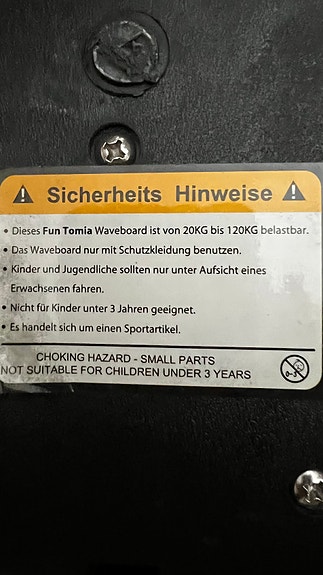 Sicherheits Hinweise
• Dieses Fun Tomia Waveboard ist von 20KG bis 120KG belastbar.
• Das Waveboard nur mit Schutzkleidung benutzen.
• Kinder und Jugendliche sollten nur unter Aufsicht eines
Erwachsenen fahren.
• Nicht für Kinder unter 3 Jahren geeignet.
• Es handelt sich um einen Sportartikel.
CHOKING HAZARD - SMALL PARTS
NOT SUITABLE FOR CHILDREN UNDER 3 YEARS
0-3